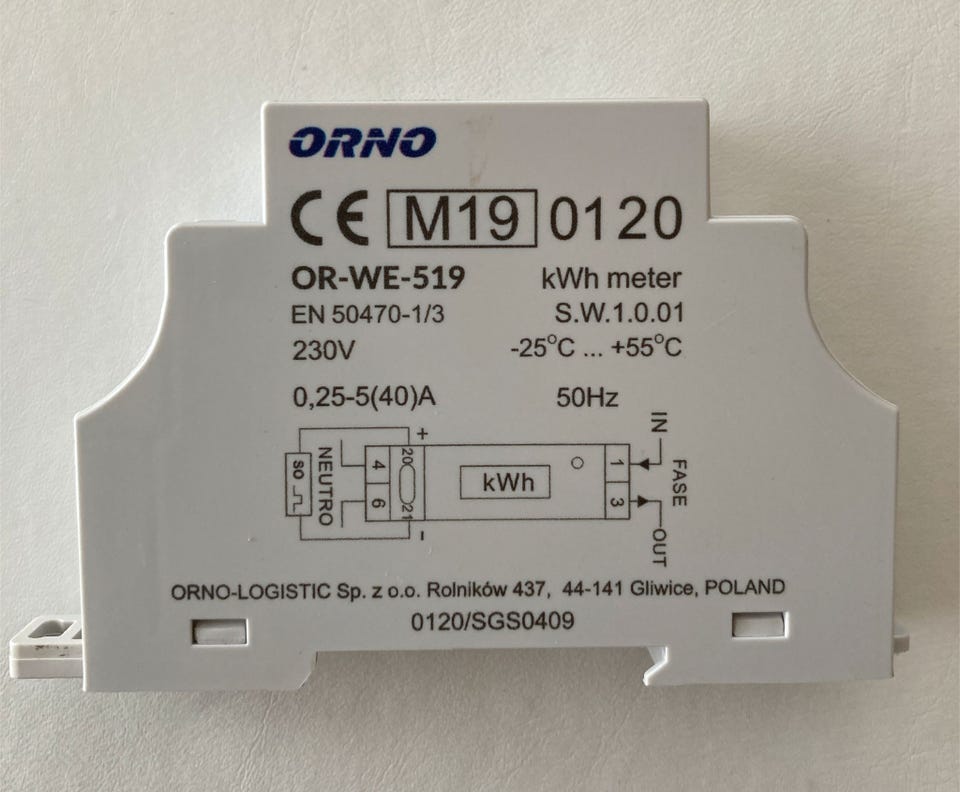 ORNO
CE M19 0120
OR-WE-519 kWh meter
EN 50470-1/3 S.W.1.0.01
230V -25°C ... +55°C
0,25-5(40)A 50Hz
IN
+
SO
NEUTRO
4
6
20
21
kWh
1
3
FASE
OUT
-
ORNO-LOGISTIC Sp. z o.o. Rolników 437, 44-141 Gliwice, POLAND
0120/SGS0409